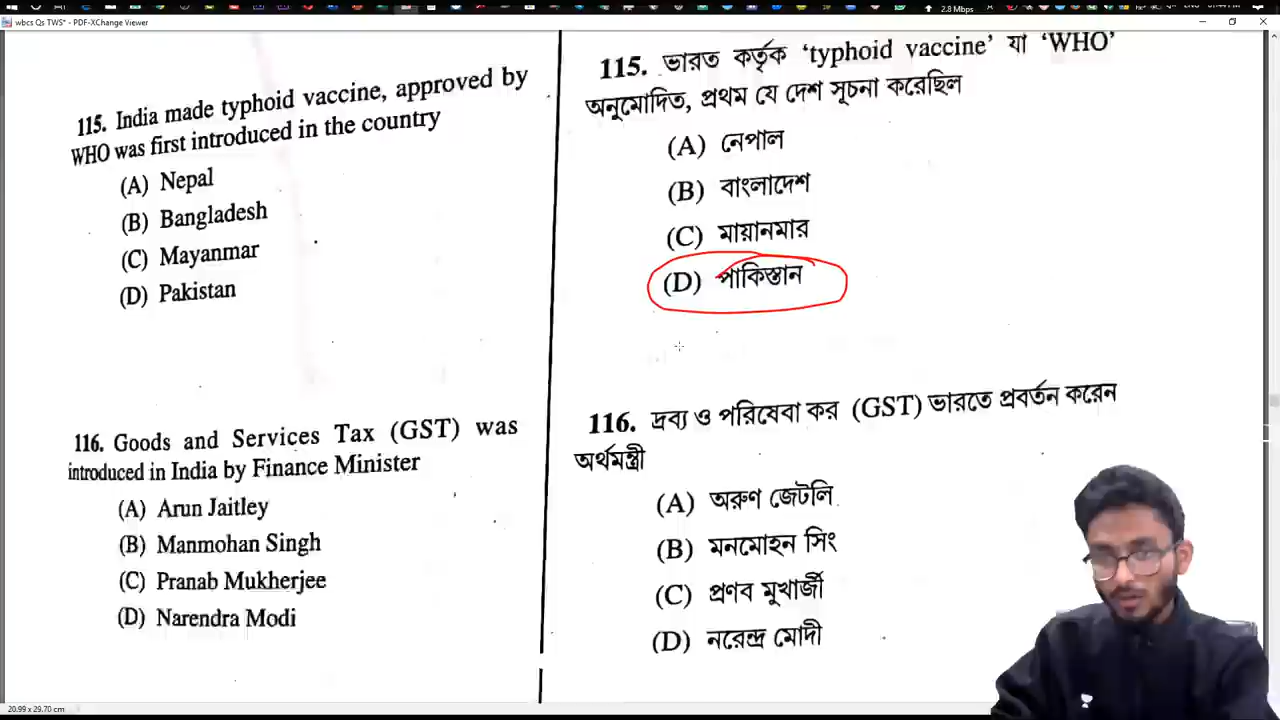 2.8 Mbps
wbcs Qs TWS* - PDF-XChange Viewer
115. India made typhoid vaccine, approved by
WHO was first introduced in the country
(A) Nepal
(B) Bangladesh
(C) Mayanmar
(D) Pakistan
116. Goods and Services Tax (GST) was
introduced in India by Finance Minister
(A) Arun Jaitley
(B) Manmohan Singh
(C) Pranab Mukherjee
(D) Narendra Modi
115. ভারত কর্তৃক ‘typhoid vaccine’ যা ‘WHO’
অনুমোদিত, প্রথম যে দেশ সূচনা করেছিল
(A) নেপাল
(B) বাংলাদেশ
(C) মায়ানমার
(D) পাকিস্তান
116. দ্রব্য ও পরিষেবা কর (GST) ভারতে প্রবর্তন করেন
অর্থমন্ত্রী
(A) অরুণ জেটলি
(B) মনমোহন সিং
(C) প্রণব মুখার্জী
(D) নরেন্দ্র মোদী
20.99 x 29.70 cm